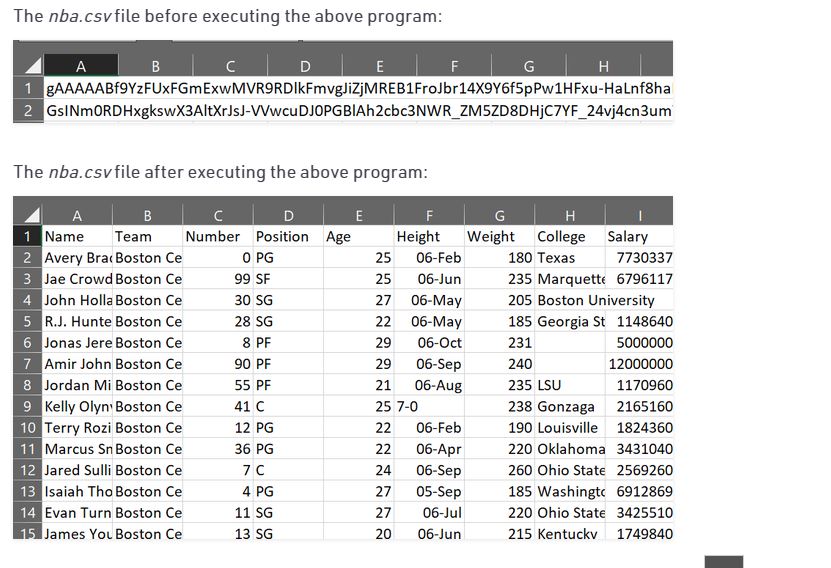 The nba.csv file before executing the above program:
A B C D E F G H
1 gAAAAABf9YzFUxFGmExwMVR9RDlkFmvgJiZjMREB1FroJbr14X9Y6f5pPw1HFxu-HaLnf8ha
2 GsINm0RDHxgkswX3AltXrJsJ-VVwcuDJ0PGBlAh2cbc3NWR_ZM5ZD8DHjC7YF_24vj4cn3um
The nba.csv file after executing the above program:
A B C D E F G H I
1 Name Team Number Position Age Height Weight College Salary
2 Avery Brad Boston Ce 0 PG 25 06-Feb 180 Texas 7730337
3 Jae Crowd Boston Ce 99 SF 25 06-Jun 235 Marquette 6796117
4 John Holla Boston Ce 30 SG 27 06-May 205 Boston University
5 R.J. Hunte Boston Ce 28 SG 22 06-May 185 Georgia St 1148640
6 Jonas Jere Boston Ce 8 PF 29 06-Oct 231 5000000
7 Amir John Boston Ce 90 PF 29 06-Sep 240 12000000
8 Jordan Mi Boston Ce 55 PF 21 06-Aug 235 LSU 1170960
9 Kelly Olyn Boston Ce 41 C 25 7-0 238 Gonzaga 2165160
10 Terry Rozi Boston Ce 12 PG 22 06-Feb 190 Louisville 1824360
11 Marcus Sn Boston Ce 36 PG 22 06-Apr 220 Oklahoma 3431040
12 Jared Sulli Boston Ce 7 C 24 06-Sep 260 Ohio State 2569260
13 Isaiah Tho Boston Ce 4 PG 27 05-Sep 185 Washingto 6912869
14 Evan Turn Boston Ce 11 SG 27 06-Jul 220 Ohio State 3425510
15 James You Boston Ce 13 SG 20 06-Jun 215 Kentucky 1749840